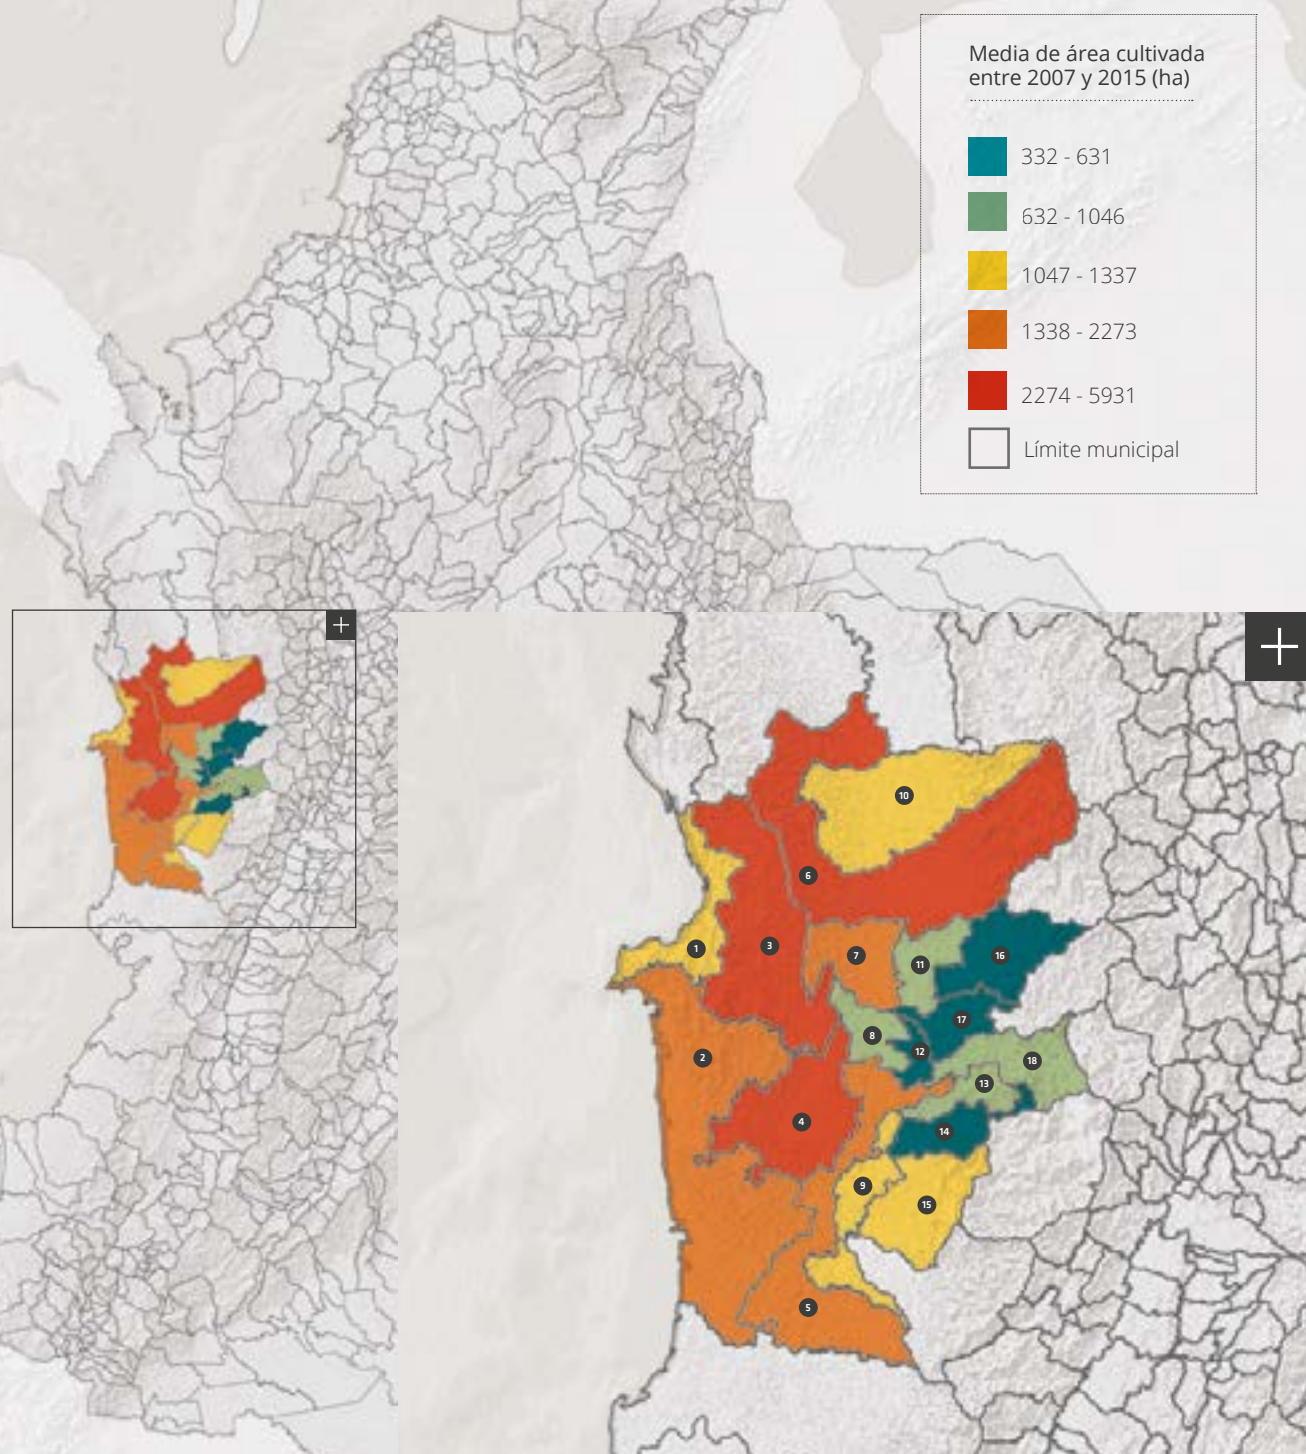 Media de área cultivada
entre 2007 y 2015 (ha)
332 - 631
632 - 1046
1047 - 1337
1338 - 2273
2274 - 5931
Límite municipal
+
+
10
6
1
3
7
11
16
17
8
12
2
18
13
4
14
9
15
5